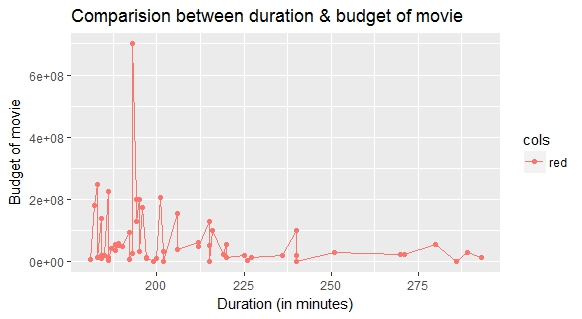 Comparision between duration & budget of movie
Budget of movie
6e+08
4e+08
2e+08
0e+00
200
225
250
275
Duration (in minutes)
cols
red